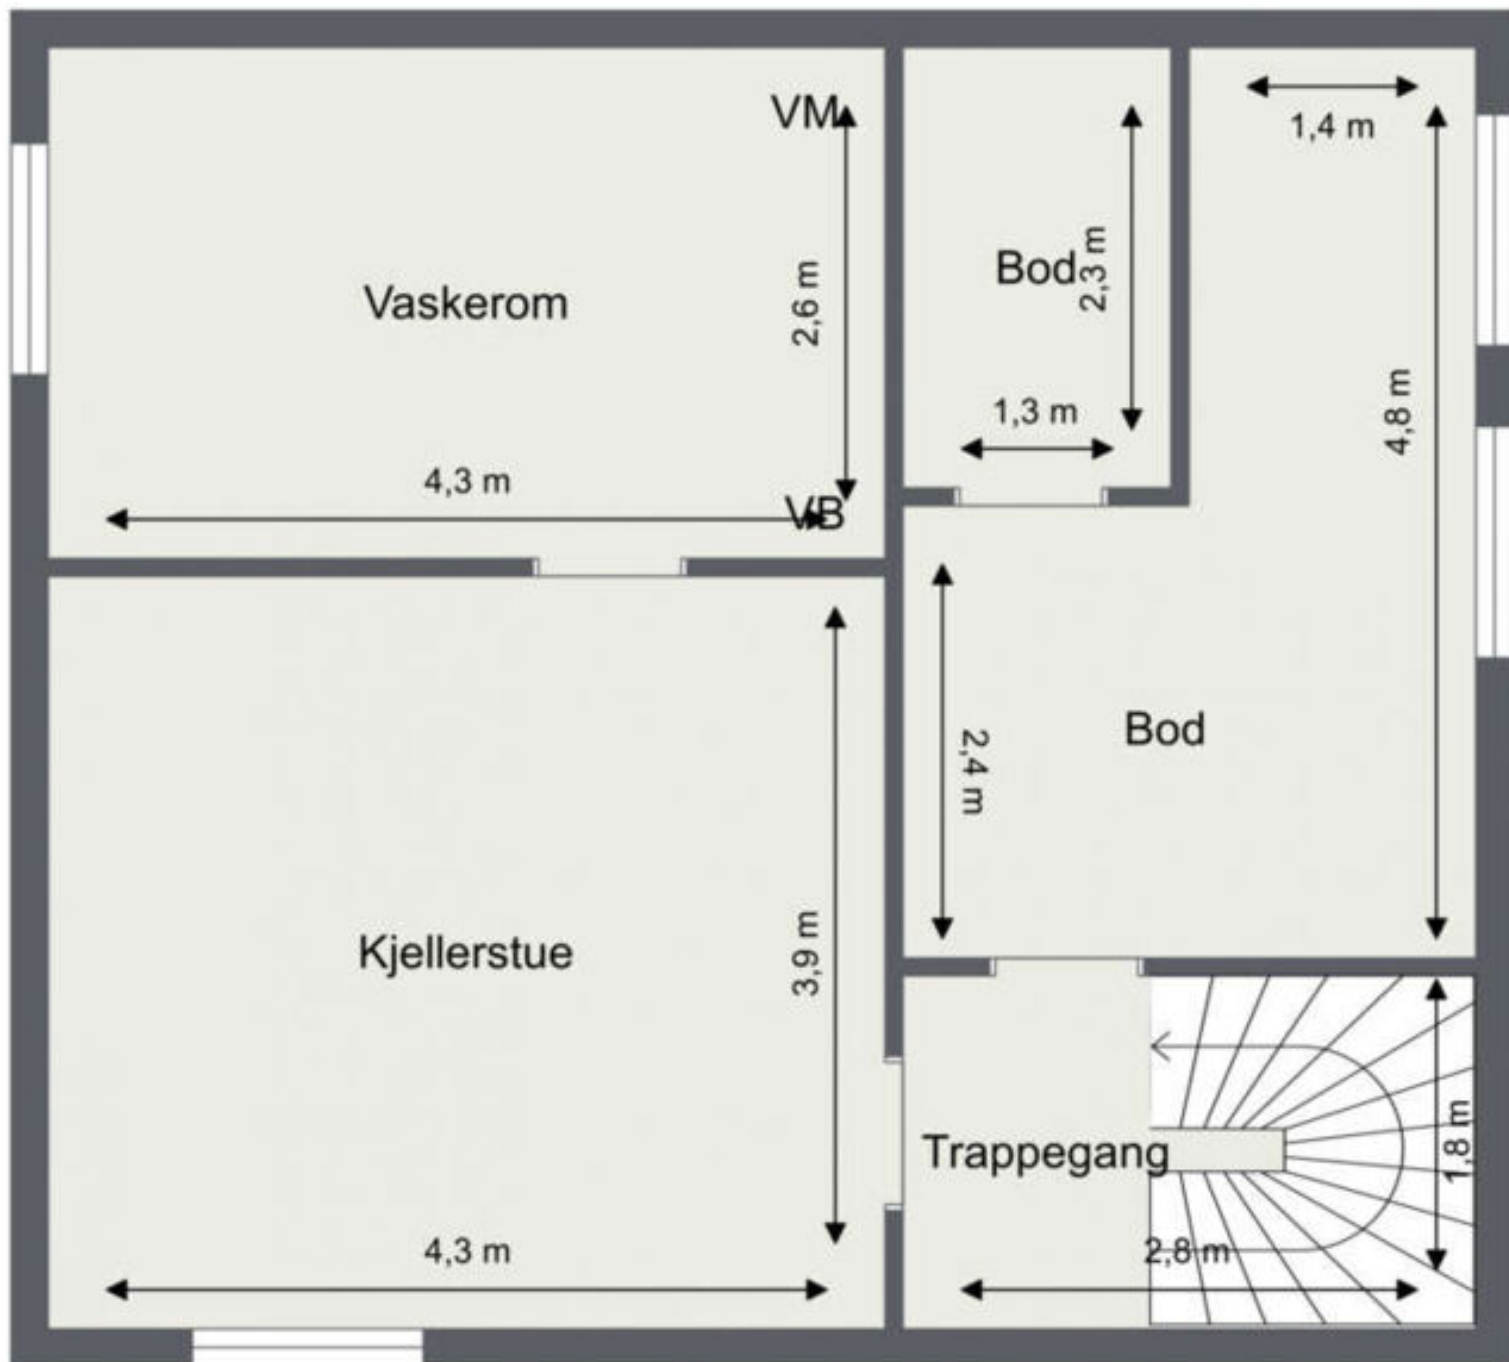 VM
1,4 m
Vaskerom
2,6 m
Bod
2,3 m
4,8 m
1,3 m
4,3 m
VB
2,4 m
Bod
Kjellerstue
3,9 m
Trappegang
1,8 m
4,3 m
2,8 m